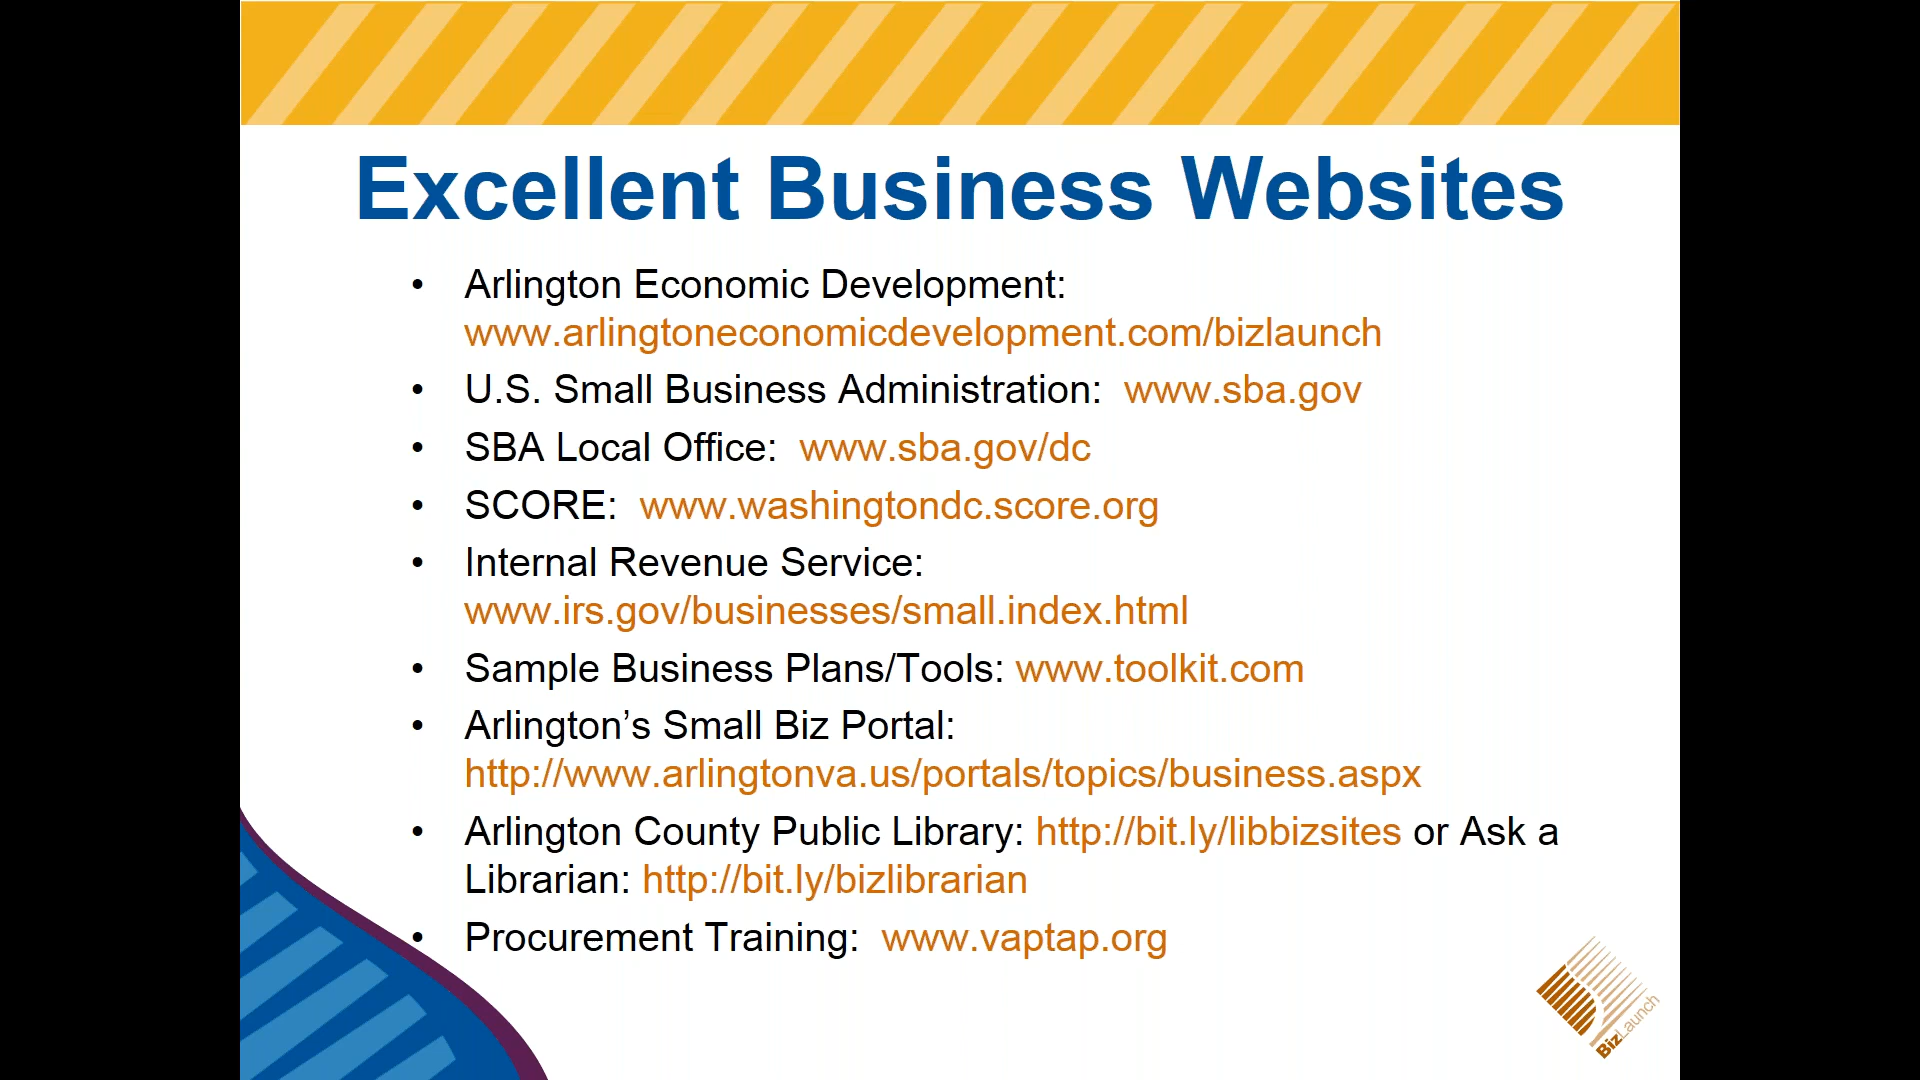 Excellent Business Websites
• Arlington Economic Development:
www.arlingtoneconomicdevelopment.com/bizlaunch
• U.S. Small Business Administration: www.sba.gov
• SBA Local Office: www.sba.gov/dc
• SCORE: www.washingtondc.score.org
• Internal Revenue Service:
www.irs.gov/businesses/small.index.html
• Sample Business Plans/Tools: www.toolkit.com
• Arlington’s Small Biz Portal:
http://www.arlingtonva.us/portals/topics/business.aspx
• Arlington County Public Library: http://bit.ly/libbizsites or Ask a
Librarian: http://bit.ly/bizlibrarian
• Procurement Training: www.vaptap.org
BizLaunch